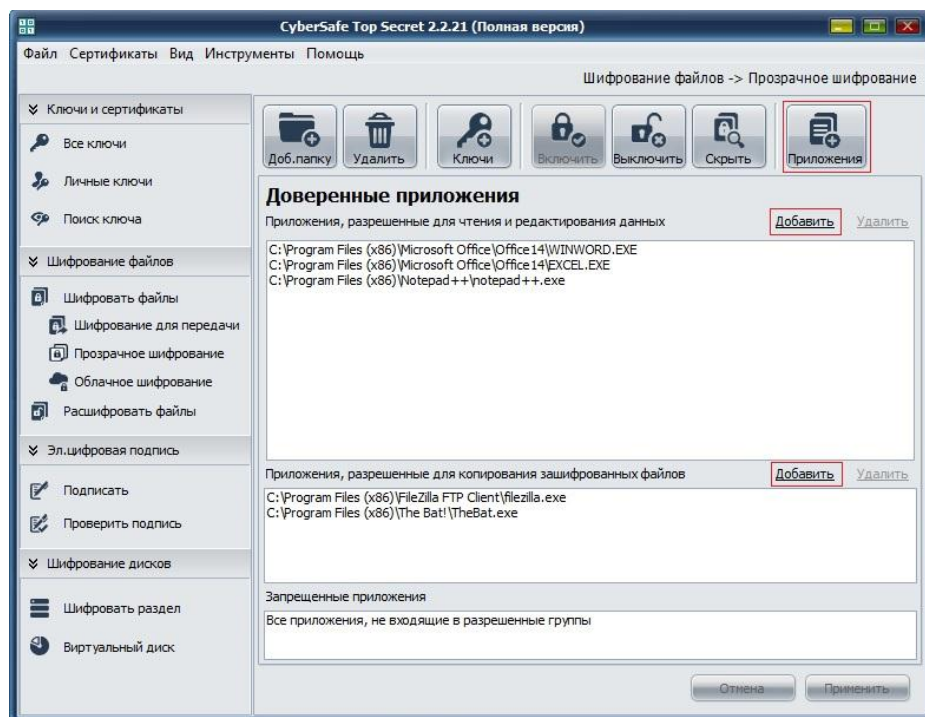 CyberSafe Top Secret 2.2.21 (Полная версия)
Файл Сертификаты Вид Инструменты Помощь
Шифрование файлов -> Прозрачное шифрование
Ключи и сертификаты
Все ключи
Личные ключи
Поиск ключа
Шифрование файлов
Шифровать файлы
Шифрование для передачи
Прозрачное шифрование
Облачное шифрование
Расшифровать файлы
Эл.цифровая подпись
Подписать
Проверить подпись
Шифрование дисков
Шифровать раздел
Виртуальный диск
Доб.папку Удалить Ключи Включить Выключить Скрыть Приложения
Доверенные приложения
Приложения, разрешенные для чтения и редактирования данных Добавить Удалить
C:\Program Files (x86)\Microsoft Office\Office14\WINWORD.EXE
C:\Program Files (x86)\Microsoft Office\Office14\EXCEL.EXE
C:\Program Files (x86)\Notepad++\notepad++.exe
Приложения, разрешенные для копирования зашифрованных файлов Добавить Удалить
C:\Program Files (x86)\FileZilla FTP Client\filezilla.exe
C:\Program Files (x86)\The Bat!\TheBat.exe
Запрещенные приложения
Все приложения, не входящие в разрешенные группы
Отмена Применить